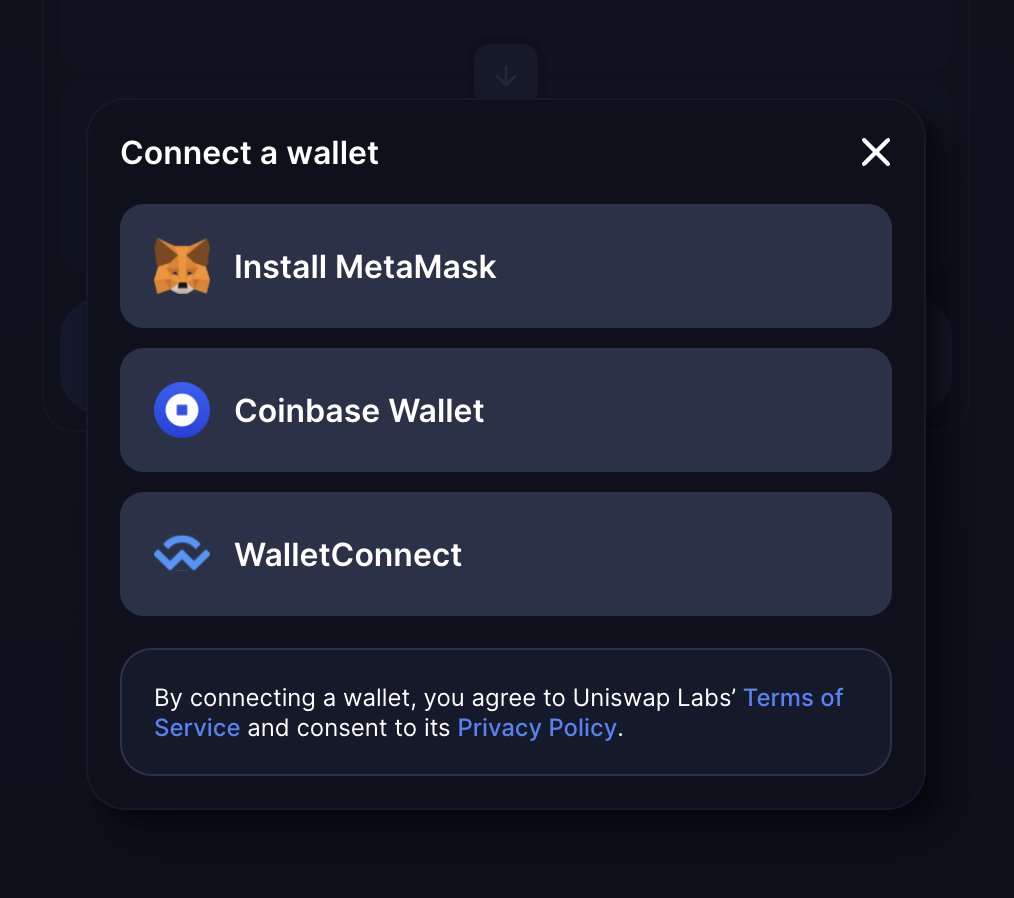 Connect a wallet
Install MetaMask
Coinbase Wallet
WalletConnect
By connecting a wallet, you agree to Uniswap Labs’ Terms of
Service and consent to its Privacy Policy.